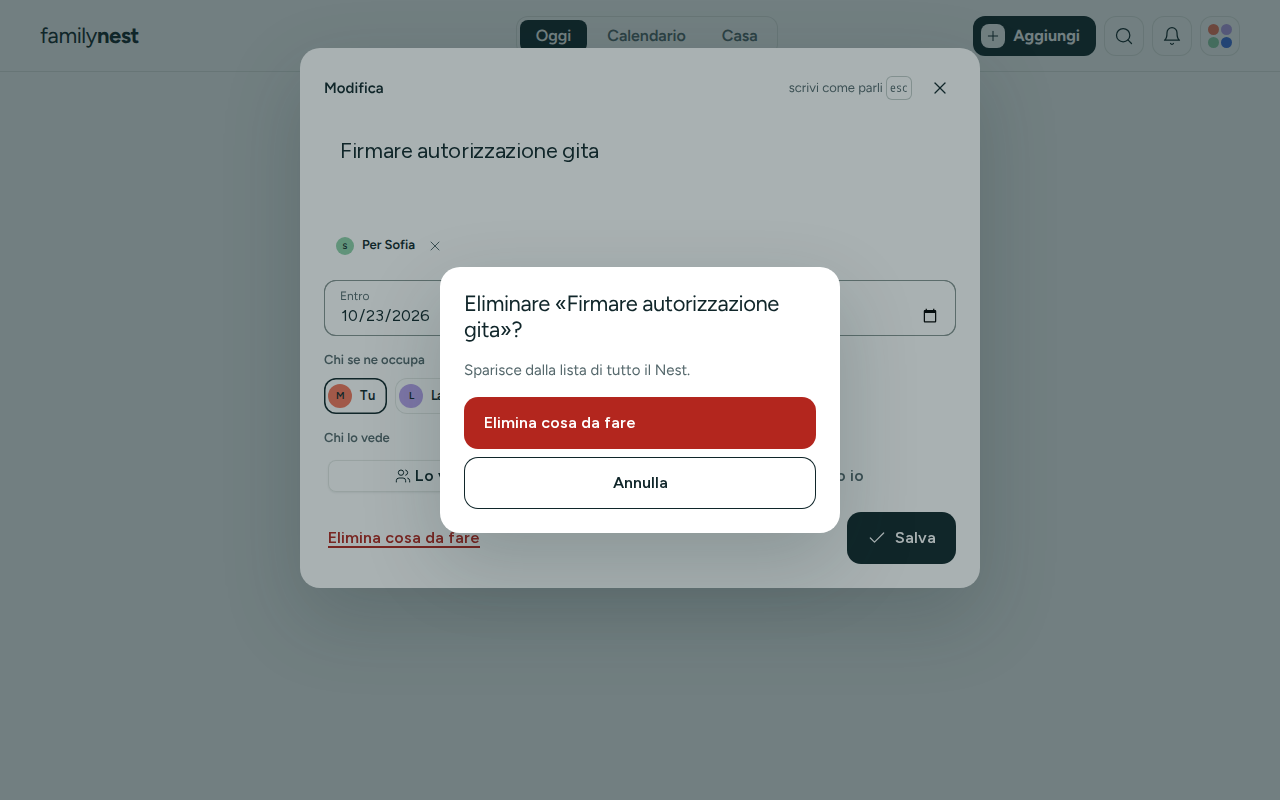 familynest
Oggi
Calendario
Casa
Aggiungi
Modifica
scrivi come parli
esc
Firmare autorizzazione gita
S
Per Sofia
Entro
10/23/2026
Eliminare «Firmare autorizzazione
gita»?
Sparisce dalla lista di tutto il Nest.
Chi se ne occupa
M
Tu
L
Chi lo vede
Lo
io
Elimina cosa da fare
Annulla
Elimina cosa da fare
Salva